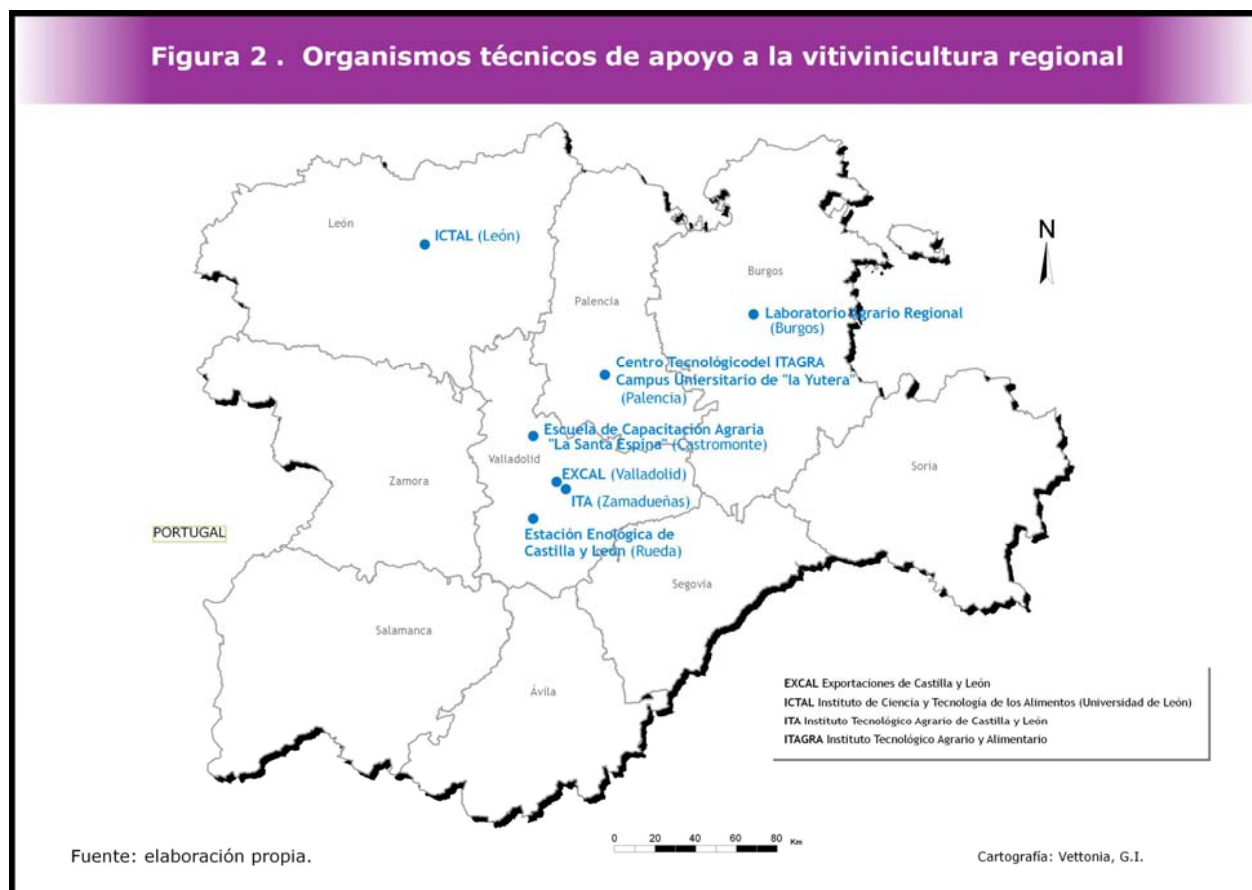 Figura 2 . Organismos técnicos de apoyo a la vitivinicultura regional
León
ICTAL (León)
N
Burgos
Palencia
Laboratorio Agrario Regional
(Burgos)
Centro Tecnológicodel ITAGRA
Campus Uniersitario de "la Yutera"
(Palencia)
Escuela de Capacitación Agraria
"La Santa Espina" (Castromonte)
Valladolid
Soria
EXCAL (Valladolid)
Zamora
ITA (Zamadueñas)
PORTUGAL
Estación Enológica de
Castilla y León (Rueda)
Segovia
Salamanca
Ávila
EXCAL Exportaciones de Castilla y León
ICTAL Instituto de Ciencia y Tecnología de los Alimentos (Universidad de León)
ITA Instituto Tecnológico Agrario de Castilla y León
ITAGRA Instituto Tecnológico Agrario y Alimentario
0 20 40 60 80 Km
Fuente: elaboración propia.
Cartografía: Vettonia, G.I.